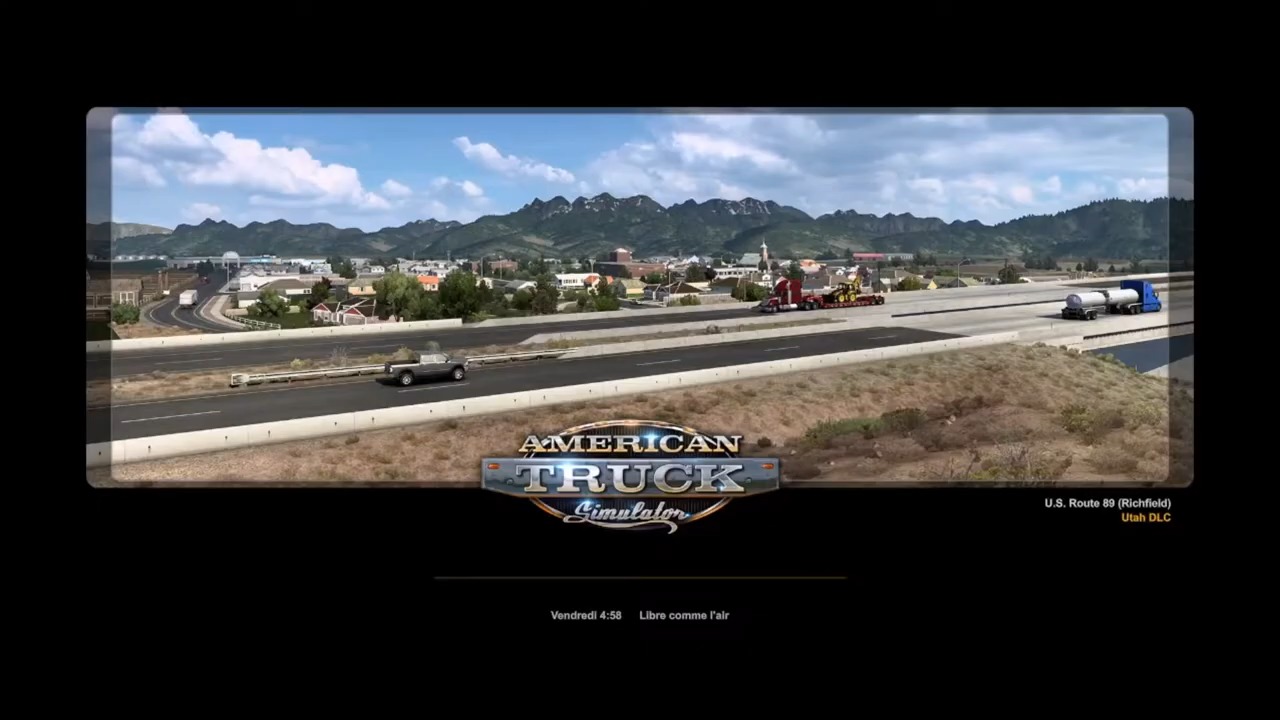 AMERICAN
TRUCK
Simulator
U.S. Route 89 (Richfield)
Utah DLC
Vendredi 4:58 Libre comme l'air